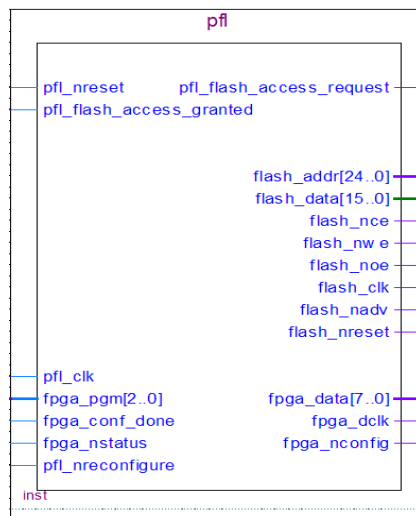 pfl
pfl_nreset pfl_flash_access_request
pfl_flash_access_granted
flash_addr[24..0]
flash_data[15..0]
flash_nce
flash_nwe
flash_noe
flash_clk
flash_nadv
flash_nreset
pfl_clk
fpga_pgm[2..0] fpga_data[7..0]
fpga_conf_done fpga_dclk
fpga_nstatus fpga_nconfig
pfl_nreconfigure
inst